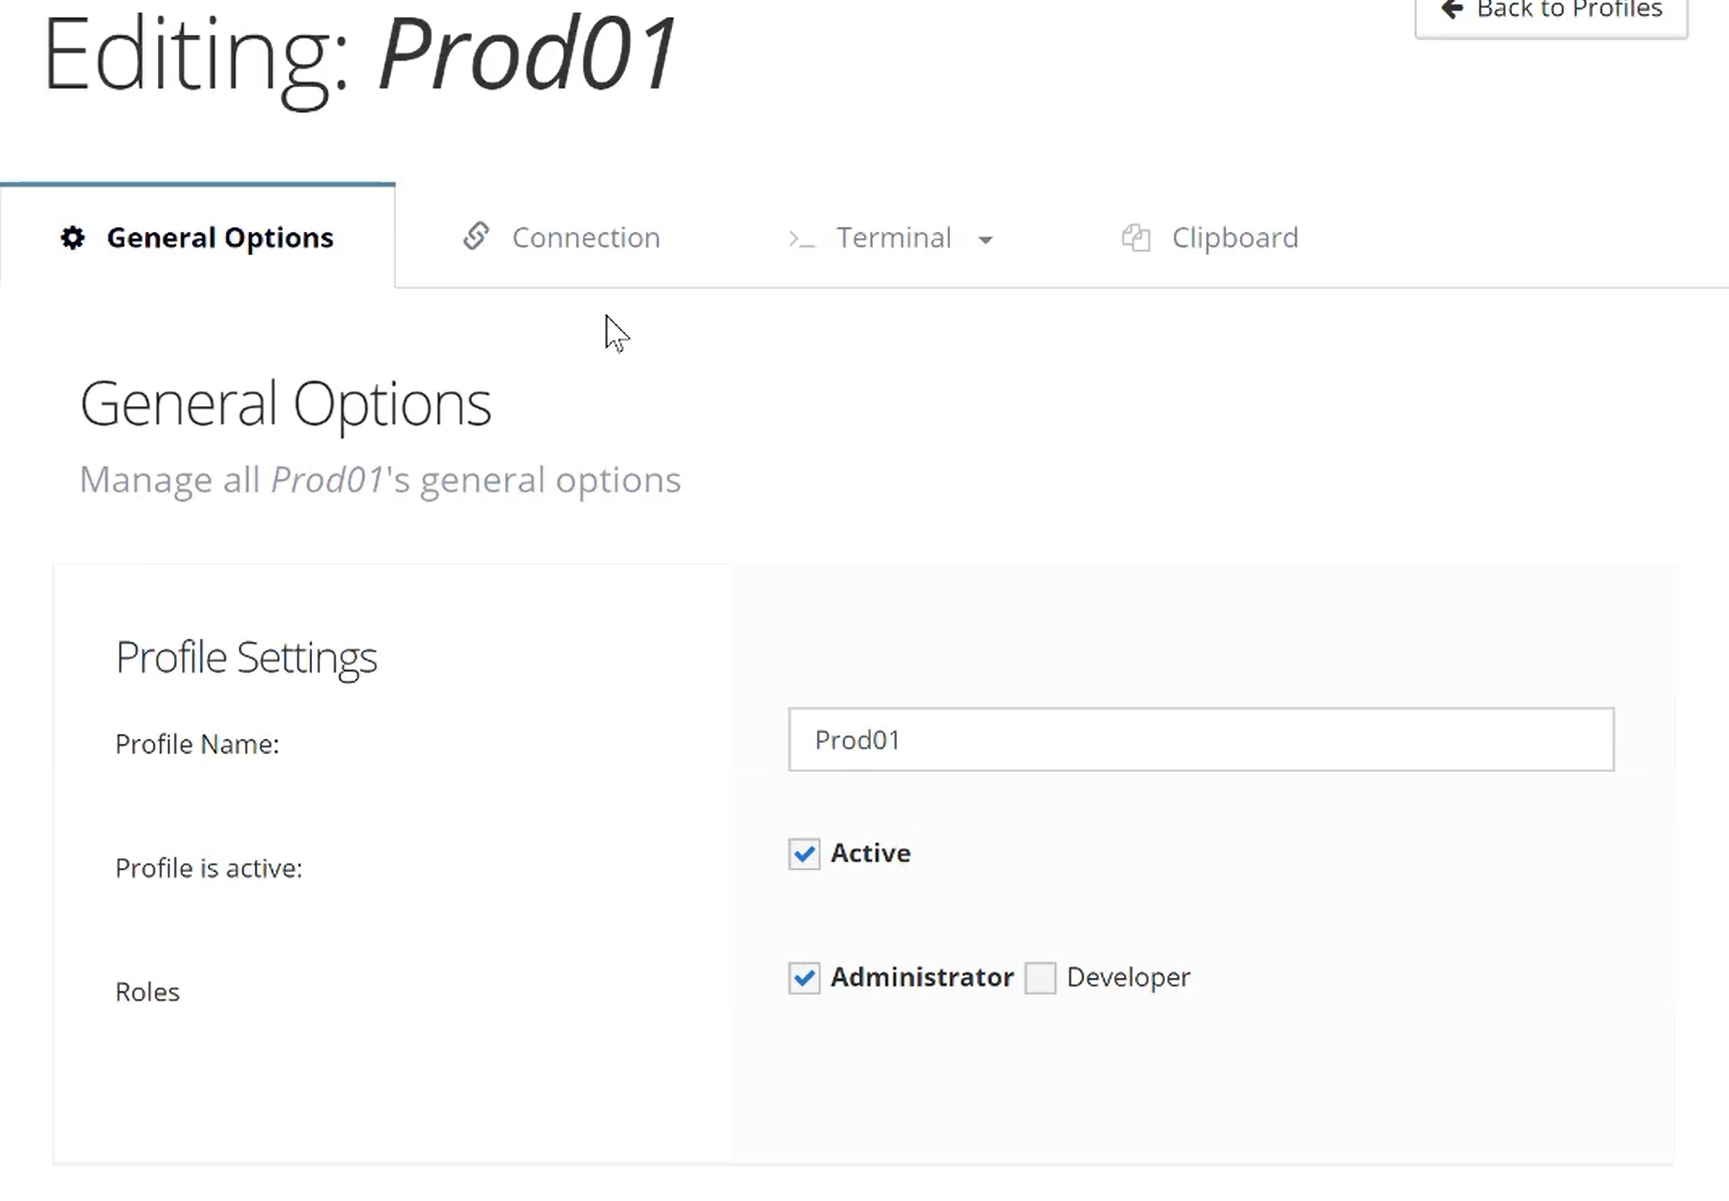 Editing: Prod01
Back to Profiles
General Options
Connection
Terminal
Clipboard
General Options
Manage all Prod01's general options
Profile Settings
Profile Name:
Prod01
Profile is active:
Active
Roles
Administrator
Developer